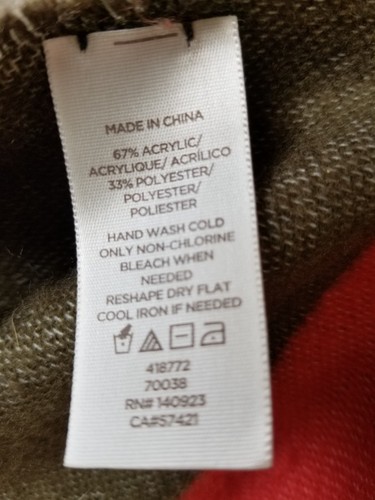 MADE IN CHINA
67% ACRYLIC/
ACRYLIQUE/ ACRÍLICO
33% POLYESTER/
POLYESTER/
POLIESTER
HAND WASH COLD
ONLY NON-CHLORINE
BLEACH WHEN
NEEDED
RESHAPE DRY FLAT
COOL IRON IF NEEDED
418772
70038
RN# 140923
CA#57421